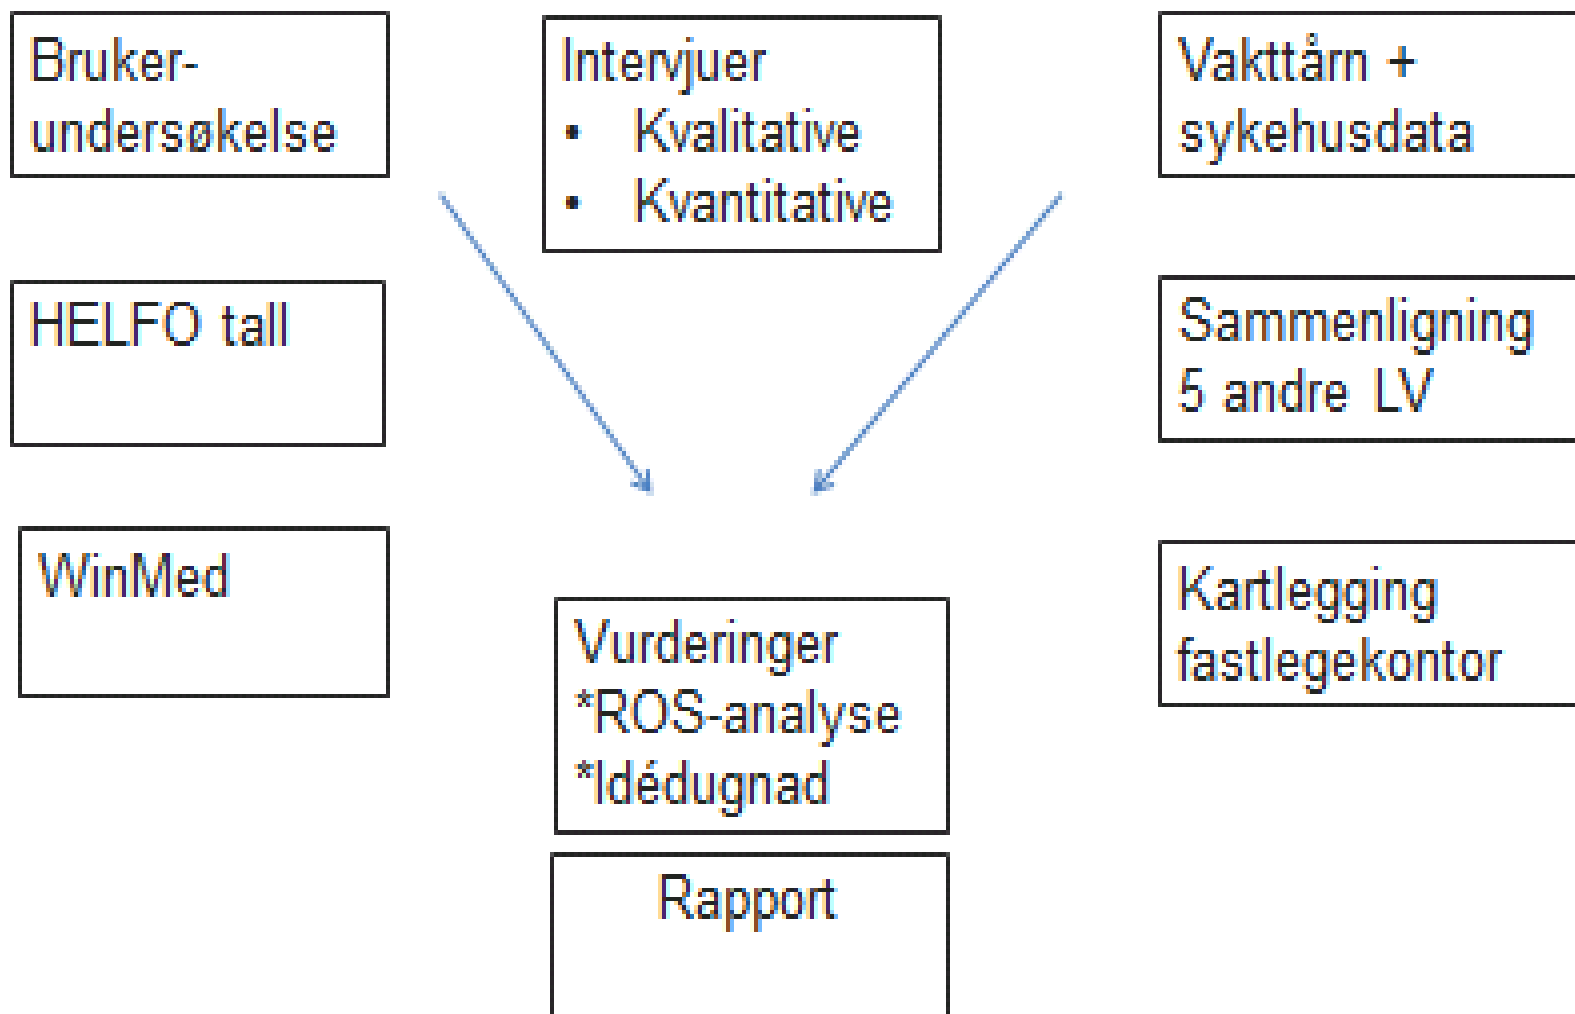 Bruker-
undersøkelse
Intervjuer
• Kvalitative
• Kvantitative
Vakttårn +
sykehusdata
HELFO tall
Sammenligning
5 andre LV
WinMed
Kartlegging
fastlegekontor
Vurderinger
*ROS-analyse
*Idédugnad
Rapport